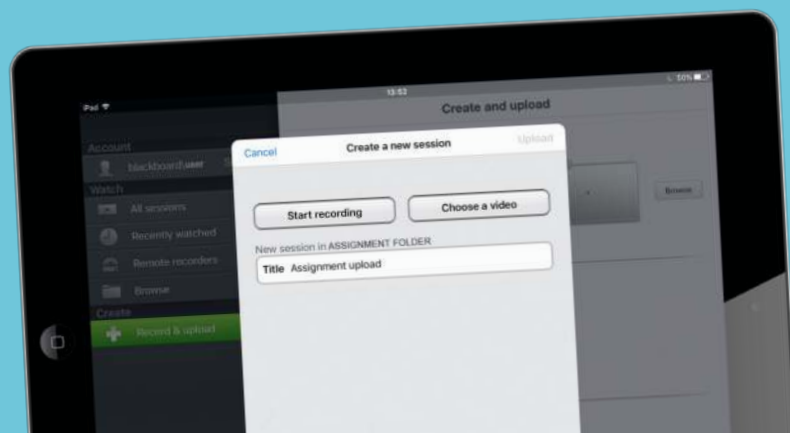 iPad
13:52
50%
Create and upload
Account
blackboard\user
Watch
All sessions
Recently watched
Remote recorders
Browse
Create
Record & upload
Cancel
Create a new session
Upload
Start recording
Choose a video
New session in ASSIGNMENT FOLDER
Title Assignment upload
Browse